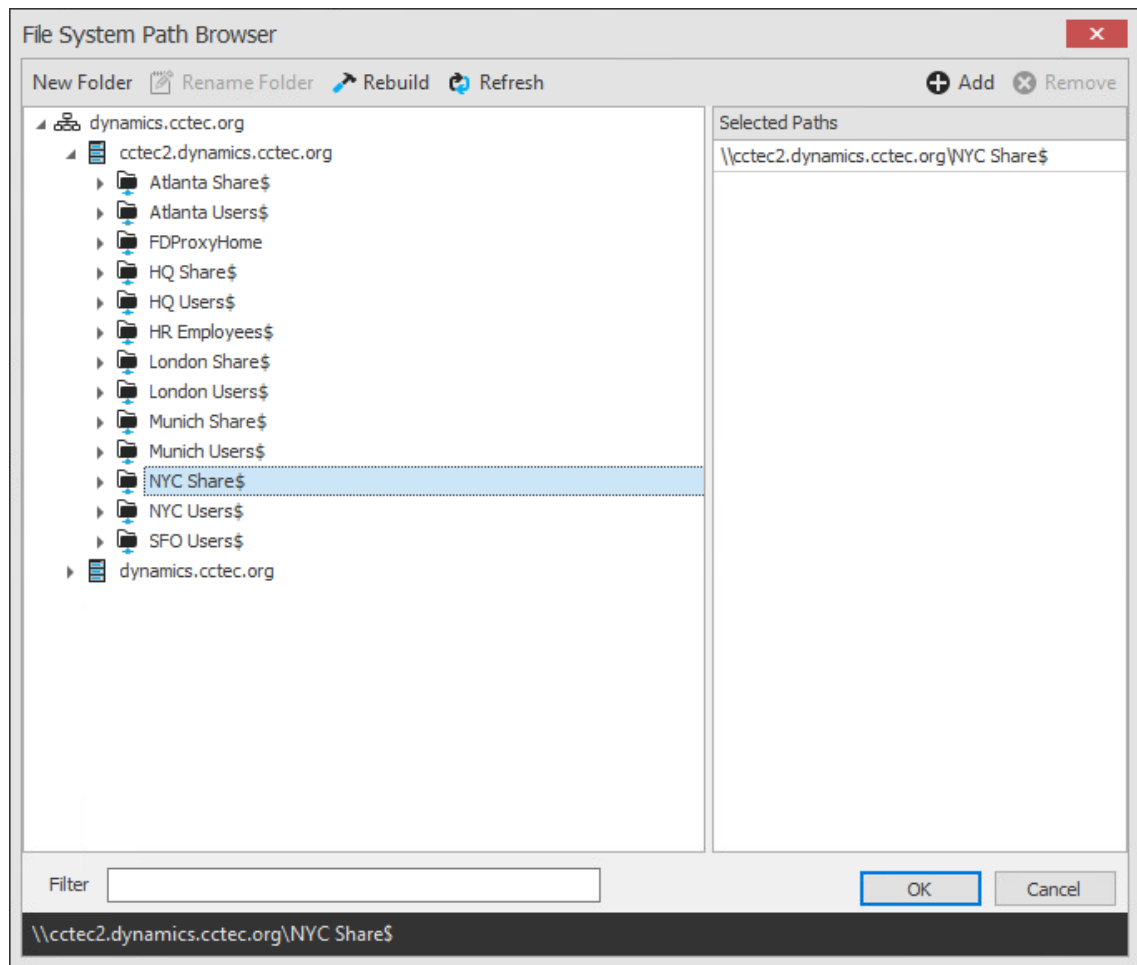 File System Path Browser
New Folder Rename Folder Rebuild Refresh Add Remove
dynamics.cctec.org
cctec2.dynamics.cctec.org
Atlanta Share$
Atlanta Users$
FDProxyHome
HQ Share$
HQ Users$
HR Employees$
London Share$
London Users$
Munich Share$
Munich Users$
NYC Share$
NYC Users$
SFO Users$
dynamics.cctec.org
Selected Paths
\\cctec2.dynamics.cctec.org\NYC Share$
Filter
OK Cancel
\\cctec2.dynamics.cctec.org\NYC Share$